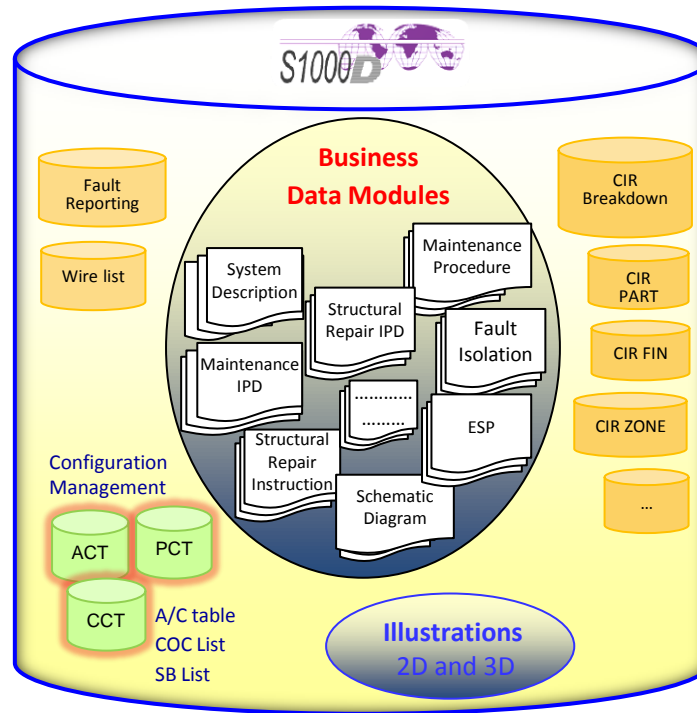 S1000D
Business
Data Modules
Fault
Reporting
Wire list
System
Description
Maintenance
Procedure
Structural
Repair IPD
Fault
Isolation
Maintenance
IPD
............
.........
ESP
Structural
Repair
Instruction
Schematic
Diagram
CIR
Breakdown
CIR
PART
CIR FIN
CIR ZONE
...
Configuration
Management
ACT
PCT
CCT
A/C table
COC List
SB List
Illustrations
2D and 3D